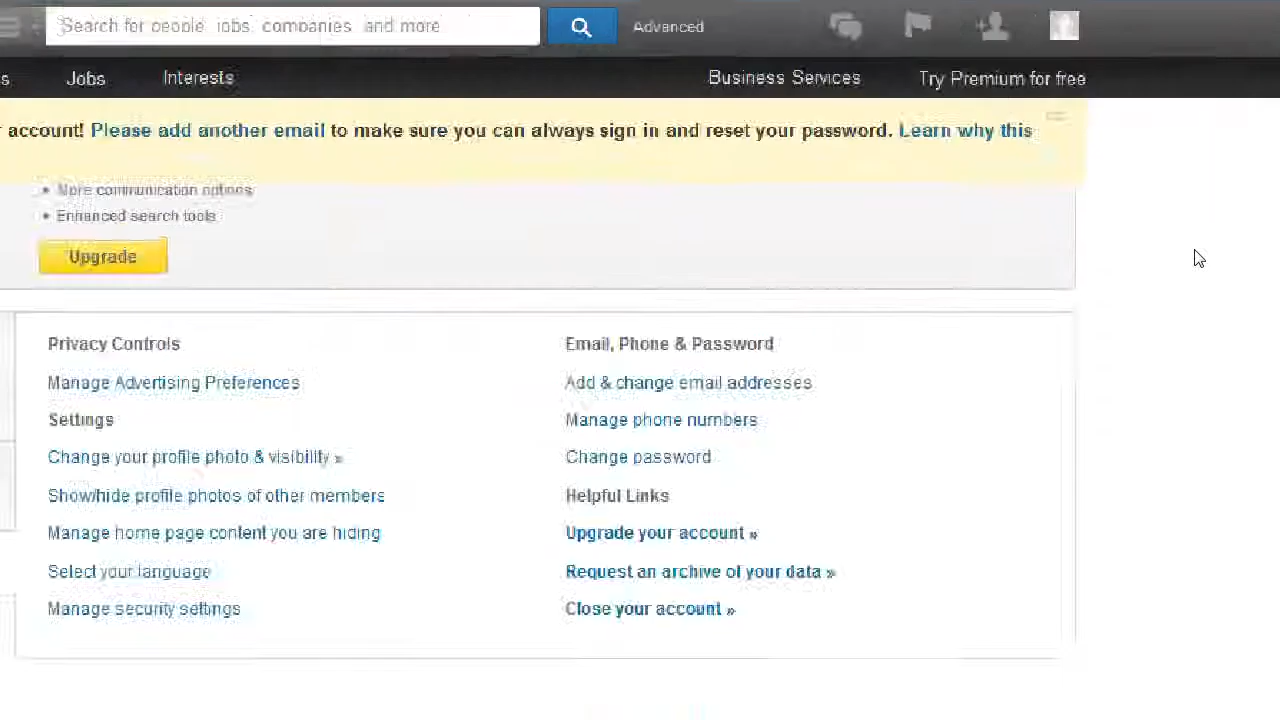 Search for people, jobs, companies, and more
Advanced
s Jobs Interests Business Services Try Premium for free
r account! Please add another email to make sure you can always sign in and reset your password. Learn why this
• More communication options
• Enhanced search tools
Upgrade
Privacy Controls
Manage Advertising Preferences
Settings
Change your profile photo & visibility »
Show/hide profile photos of other members
Manage home page content you are hiding
Select your language
Manage security settings
Email, Phone & Password
Add & change email addresses
Manage phone numbers
Change password
Helpful Links
Upgrade your account »
Request an archive of your data »
Close your account »